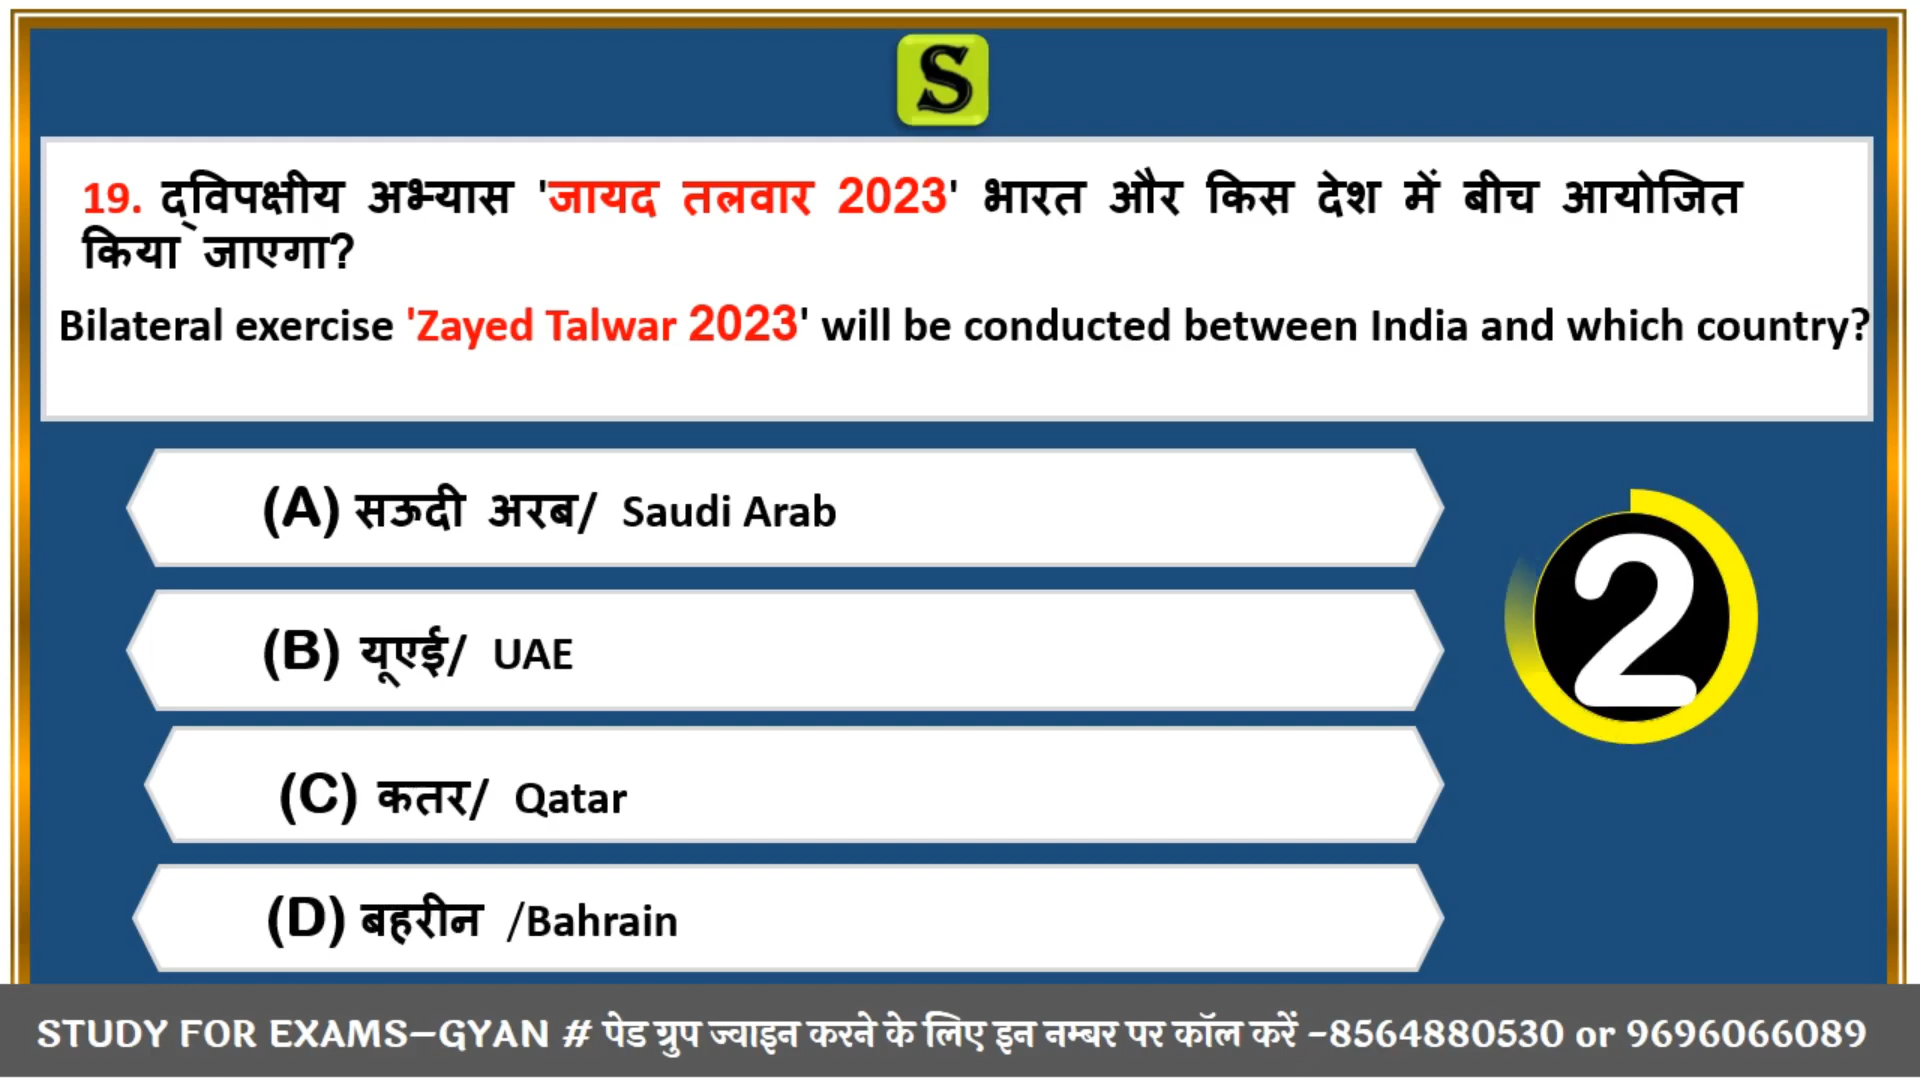 S
19. द्विपक्षीय अभ्यास 'जायद तलवार 2023' भारत और किस देश में बीच आयोजित
किया जाएगा?
Bilateral exercise 'Zayed Talwar 2023' will be conducted between India and which country?
(A) सऊदी अरब/ Saudi Arab
(B) यूएई/ UAE
2
(C) कतर/ Qatar
(D) बहरीन /Bahrain
STUDY FOR EXAMS–GYAN # पेड ग्रुप ज्वाइन करने के लिए इन नम्बर पर कॉल करें –8564880530 or 9696066089